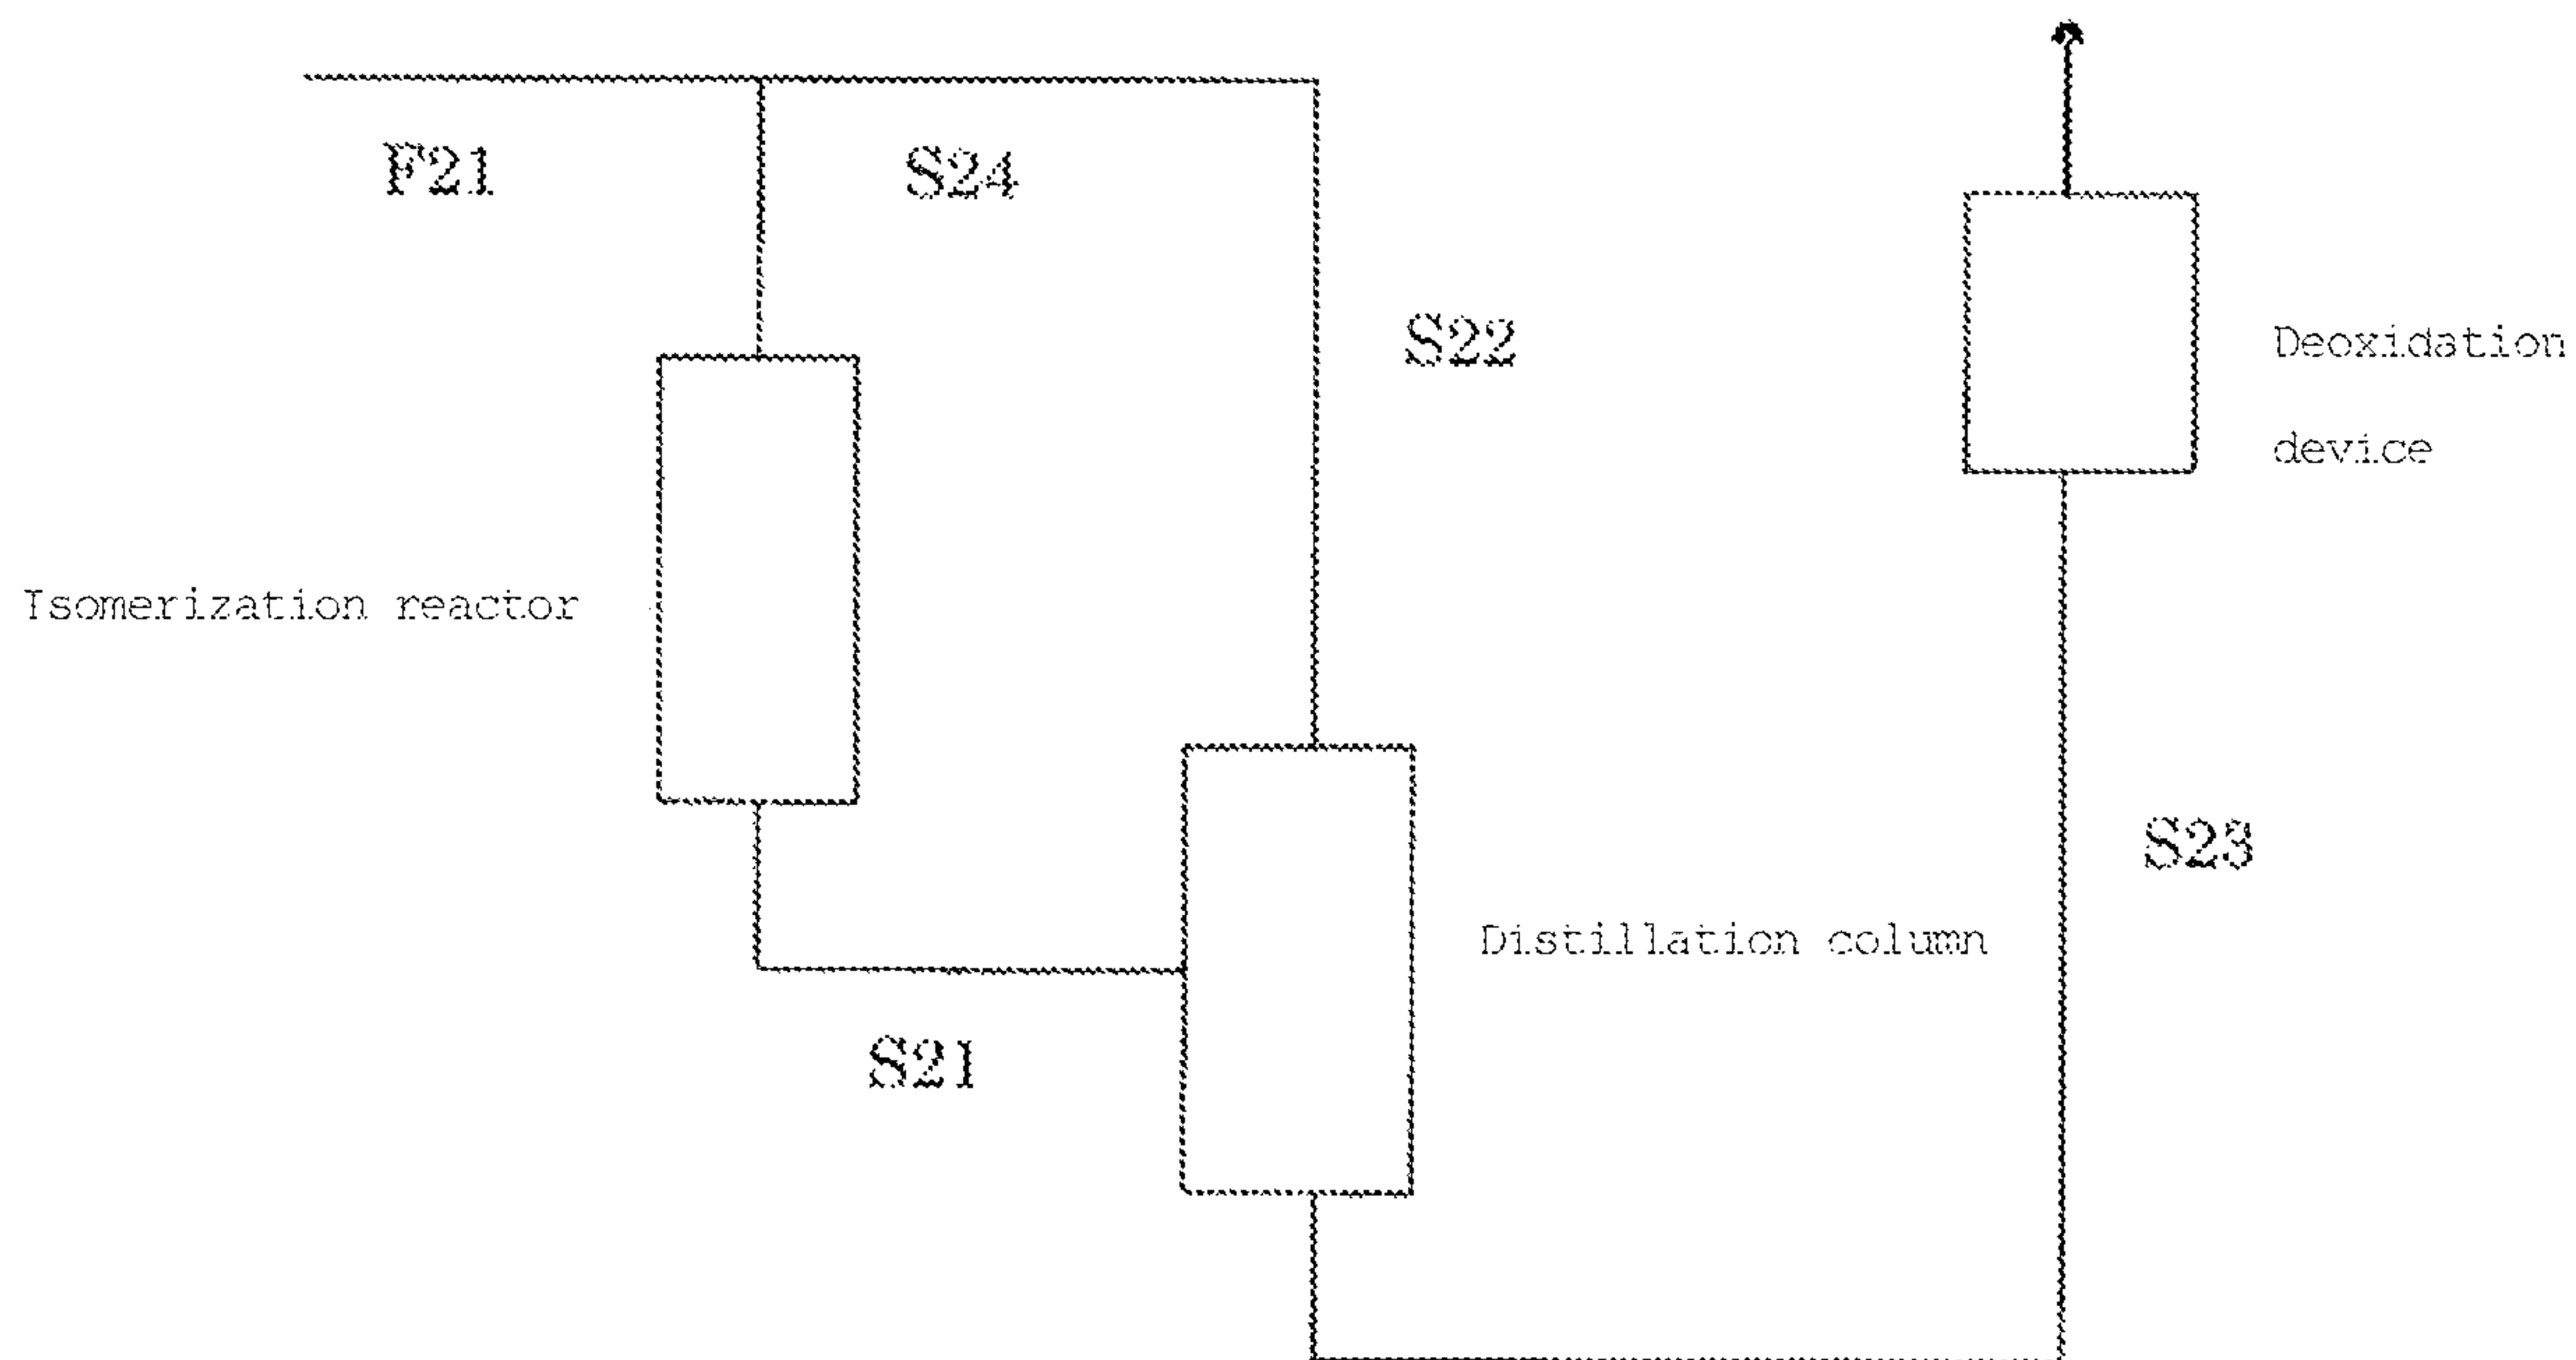 F21
S24
S22
Deoxidation
device
Isomerization reactor
S23
Distillation column
S21